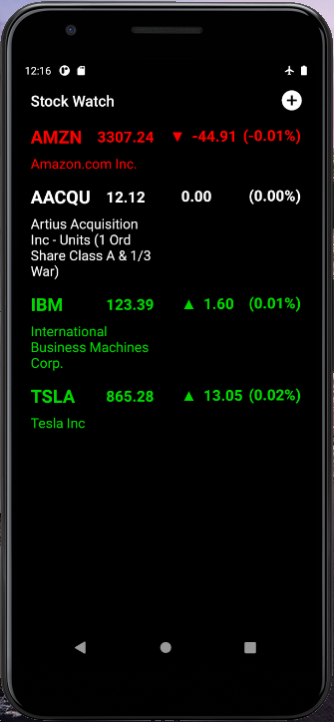 12:16
Stock Watch
AMZN 3307.24 ▼ -44.91 (-0.01%)
Amazon.com Inc.
AACQU 12.12 0.00 (0.00%)
Artius Acquisition
Inc - Units (1 Ord
Share Class A & 1/3
War)
IBM 123.39 ▲ 1.60 (0.01%)
International
Business Machines
Corp.
TSLA 865.28 ▲ 13.05 (0.02%)
Tesla Inc